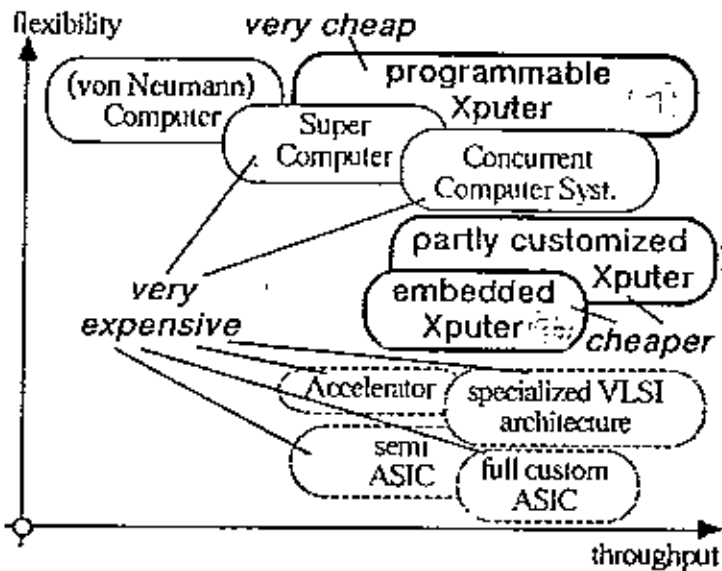 flexibility
very cheap
(von Neumann)
Computer
programmable
Xputer
Super
Computer
Concurrent
Computer Syst.
partly customized
Xputer
very
expensive
embedded
Xputer
cheaper
Accelerator
specialized VLSI
architecture
semi
ASIC
full custom
ASIC
throughput